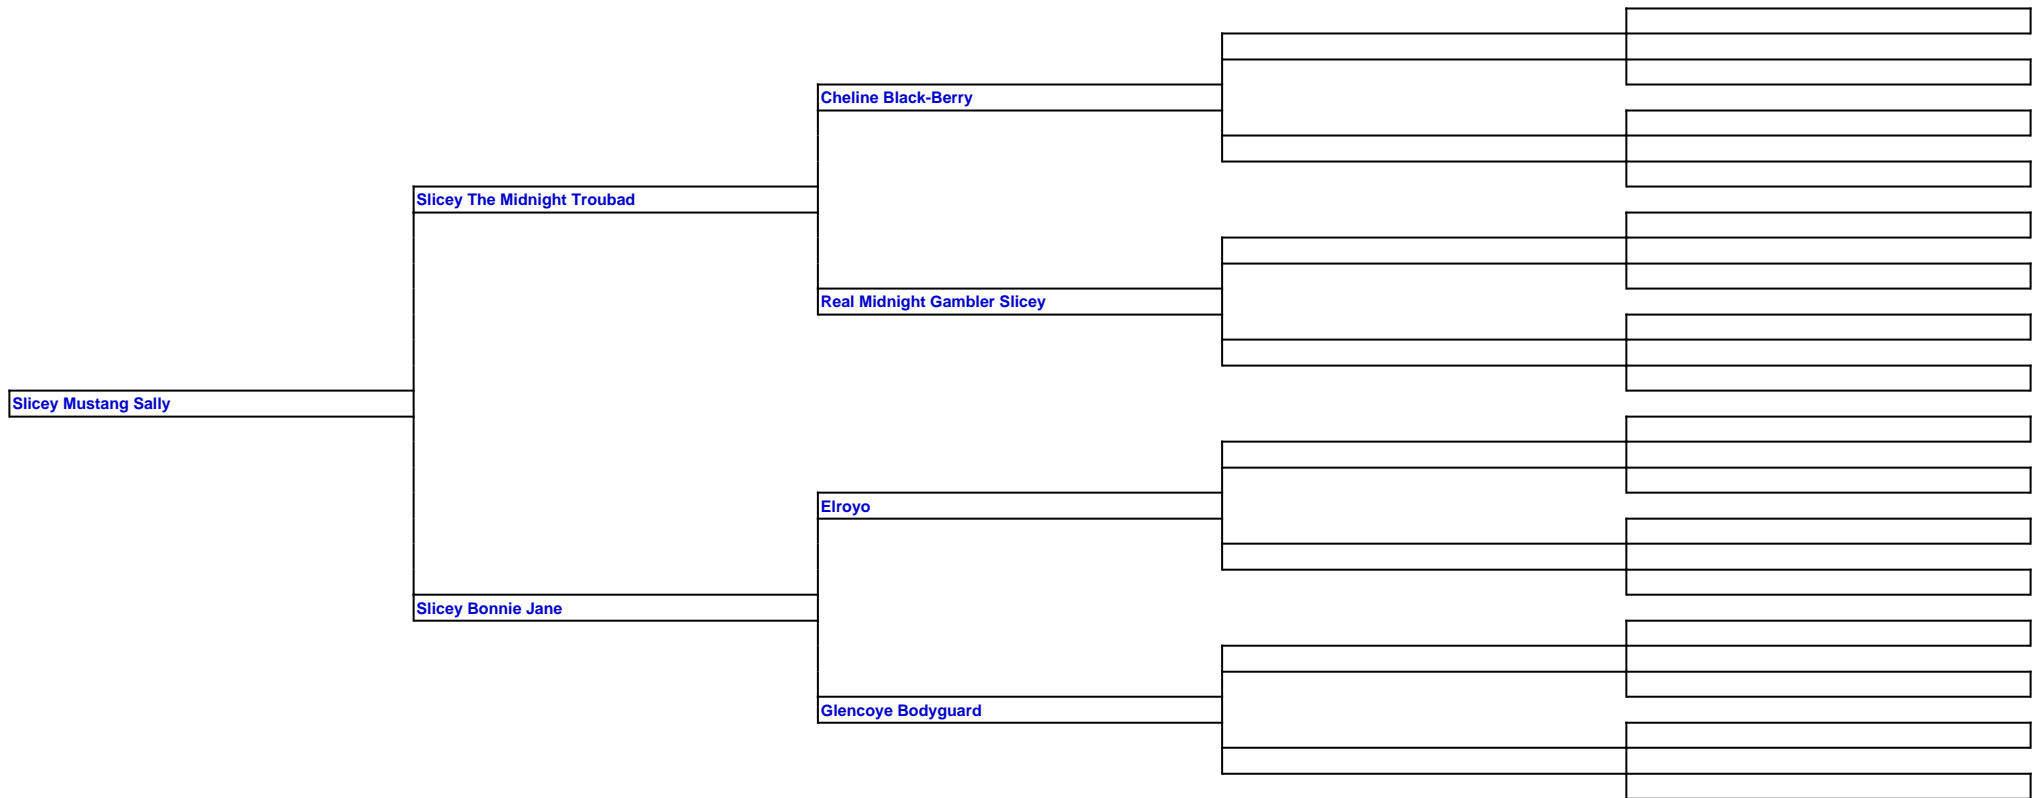 Cheline Black-Berry
Slicey The Midnight Troubad
Real Midnight Gambler Slicey
Slicey Mustang Sally
Elroyo
Slicey Bonnie Jane
Glencoye Bodyguard